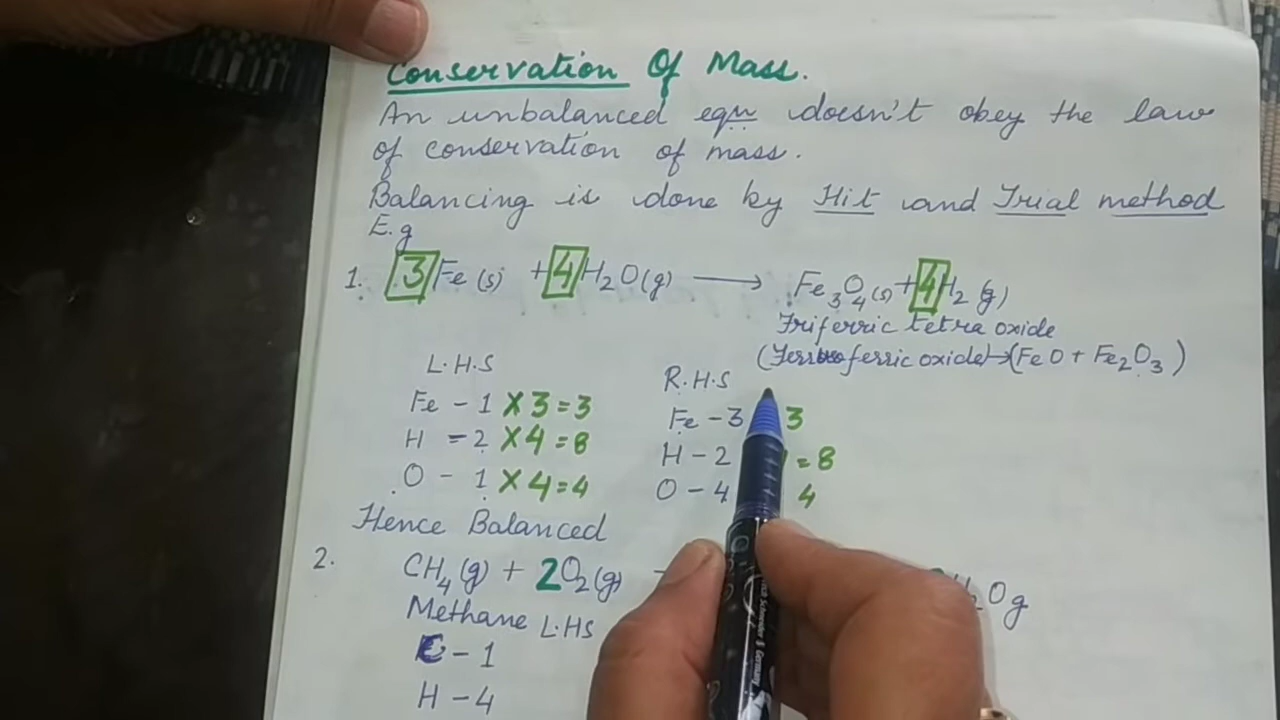 Conservation Of Mass.
An unbalanced eqn doesn't obey the law
of conservation of mass.
Balancing is done by Hit and Trial method
E.g
1. 3 Fe (s) + 4 H₂O (g) ⟶ Fe₃O₄ (s) + 4 H₂ (g)
Triferric tetra oxide
(Ferrosoferric oxide)→(FeO + Fe₂O₃)
L.H.S R.H.S
Fe - 1 X 3 = 3 Fe - 3 3
H = 2 X 4 = 8 H - 2 = 8
O - 1 X 4 = 4 O - 4 4
Hence Balanced
2. CH₄ (g) + 2O₂ (g) H₂O g
Methane L.HS
C - 1
H - 4